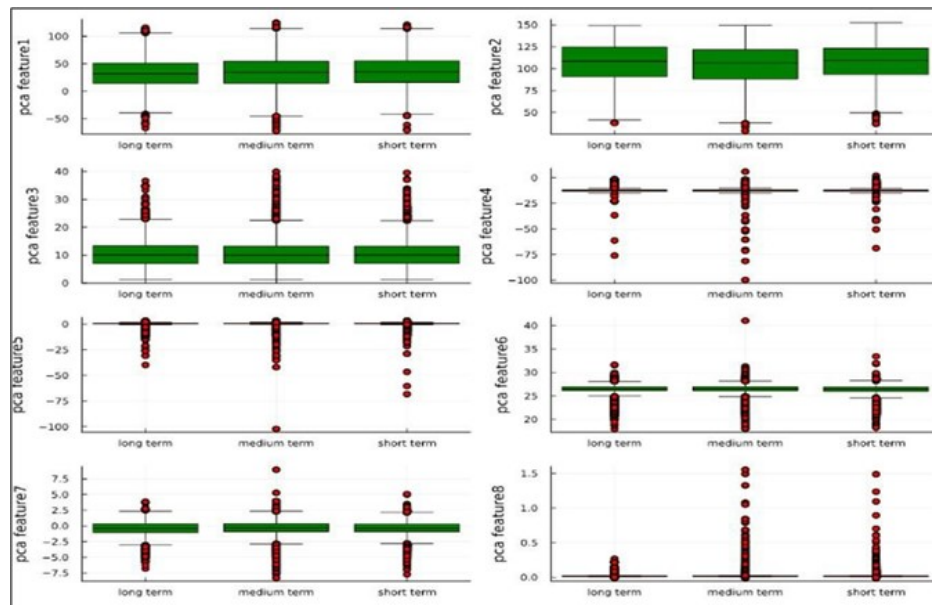 pca feature1
100
50
0
−50
long term
medium term
short term
pca feature2
150
125
100
50
long term
medium term
short term
pca feature3
40
30
20
10
0
long term
medium term
short term
pca feature4
0
−25
−50
−75
−100
long term
medium term
short term
pca feature5
0
−25
−50
−75
−100
long term
medium term
short term
pca feature6
40
35
30
25
20
long term
medium term
short term
pca feature7
7.5
5.0
2.5
0.0
−2.5
−5.0
−7.5
long term
medium term
short term
pca feature8
1.5
1.0
0.5
0.0
long term
medium term
short term